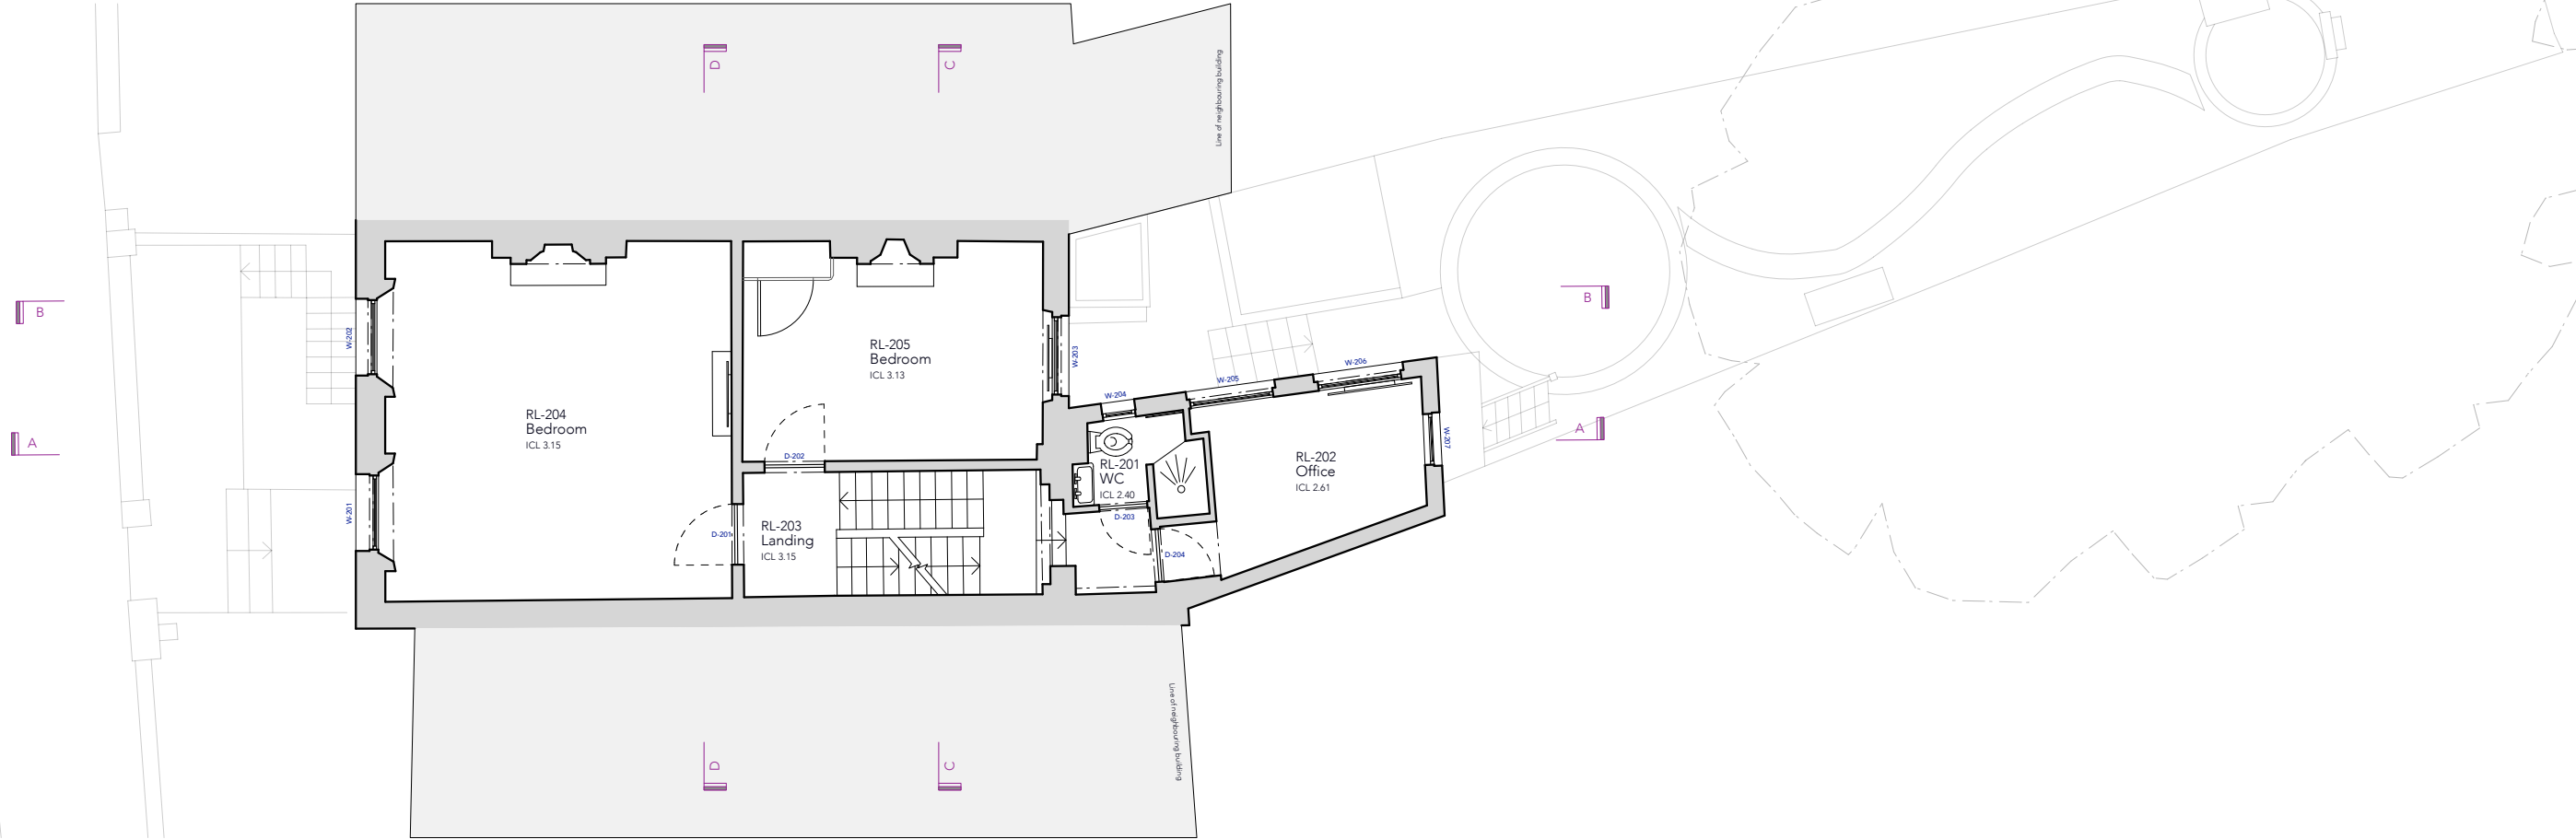 D
C
Line of neighbouring building
B
B
W-202
W-203
W-206
W-205
W-204
RL-205
Bedroom
ICL 3.13
RL-204
Bedroom
ICL 3.15
A
A
W-207
D-202
RL-201
WC
ICL 2.40
RL-202
Office
ICL 2.61
W-201
D-201
RL-203
Landing
ICL 3.15
D-203
D-204
Line of neighbouring building
D
C